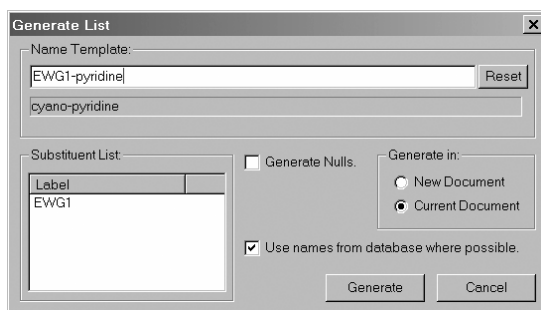 Generate List
Name Template:
EWG1-pyridine
Reset
cyano-pyridine
Substituent List:
Label
EWG1
Generate Nulls.
Generate in:
New Document
Current Document
Use names from database where possible.
Generate
Cancel